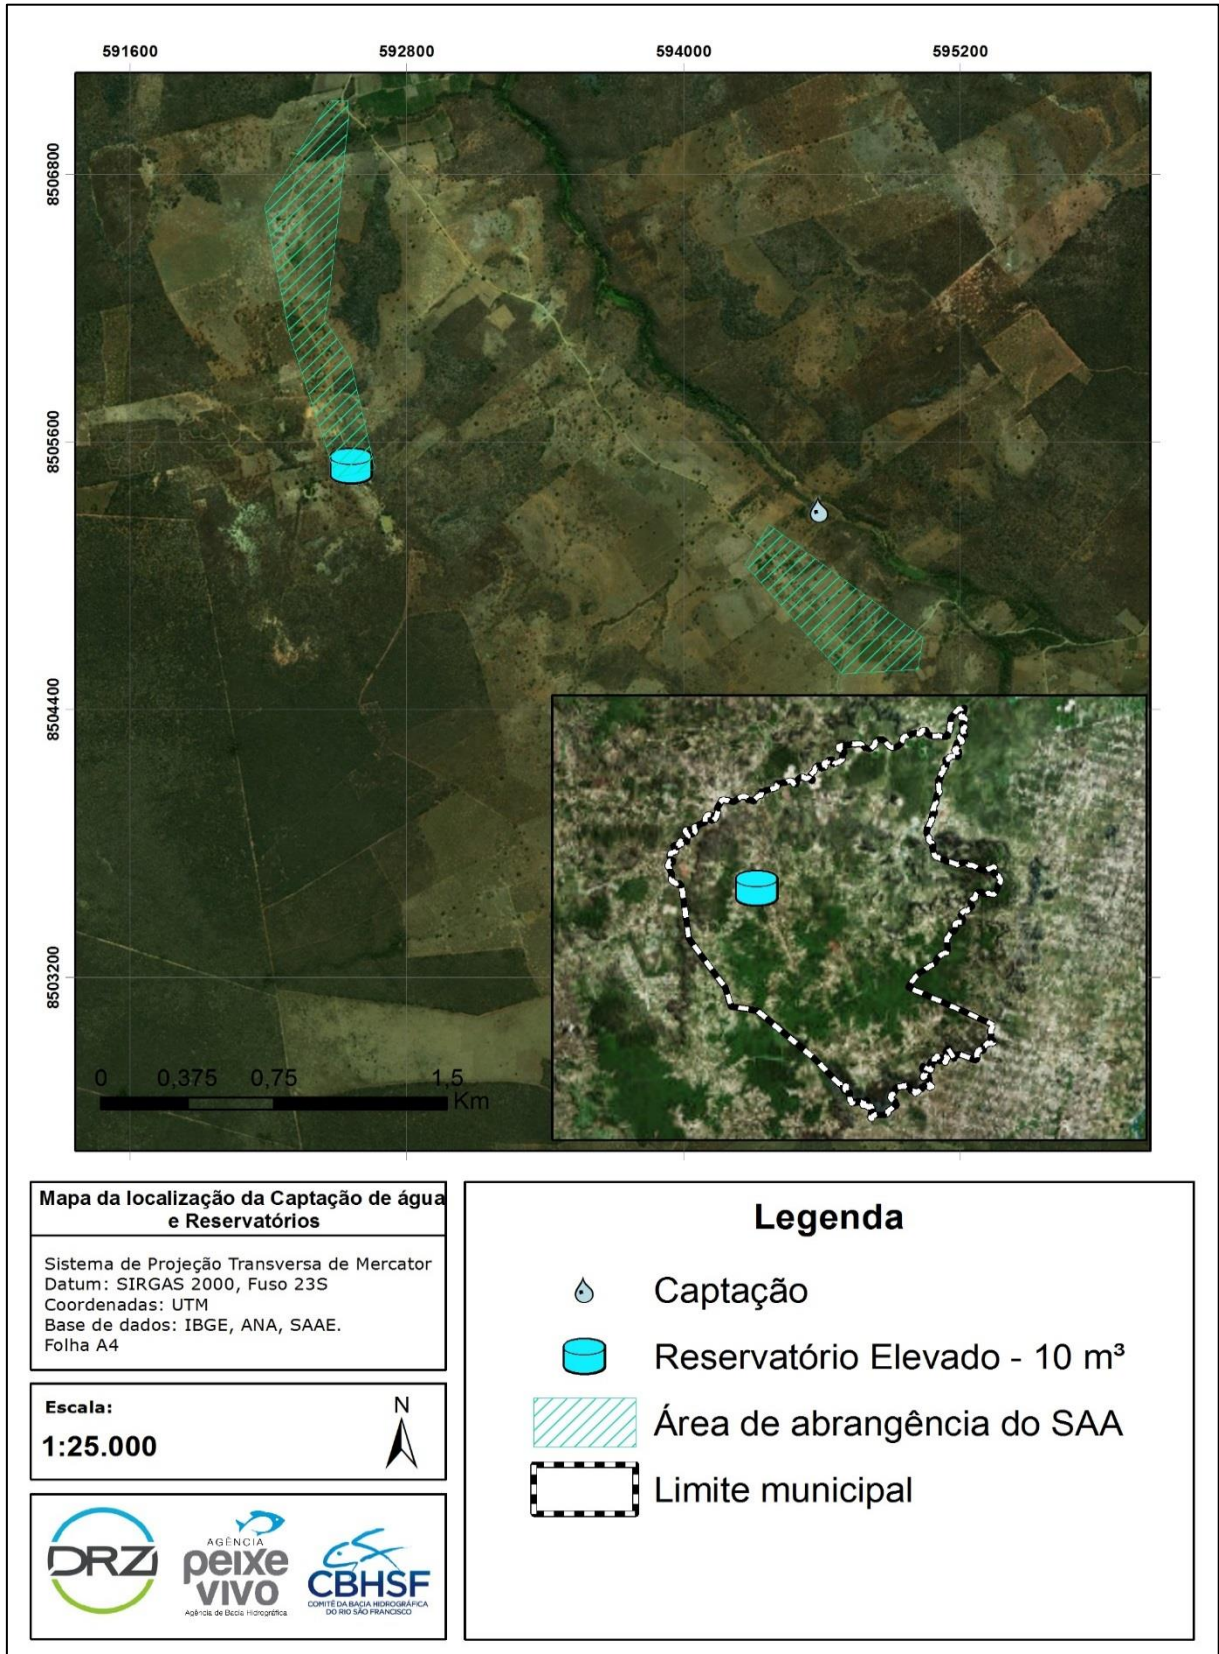 591600
592800
594000
595200
8506800
8505600
8504400
8503200
0
0,375
0,75
1,5
Km
Mapa da localização da Captação de água
e Reservatórios
Sistema de Projeção Transversa de Mercator
Datum: SIRGAS 2000, Fuso 23S
Coordenadas: UTM
Base de dados: IBGE, ANA, SAAE.
Folha A4
Escala:
1:25.000
N
DRZ
AGÊNCIA
peixe
vivo
Agência de Bacia Hidrográfica
CBHSF
COMITÊ DA BACIA HIDROGRÁFICA
DO RIO SÃO FRANCISCO
Legenda
Captação
Reservatório Elevado - 10 m³
Área de abrangência do SAA
Limite municipal